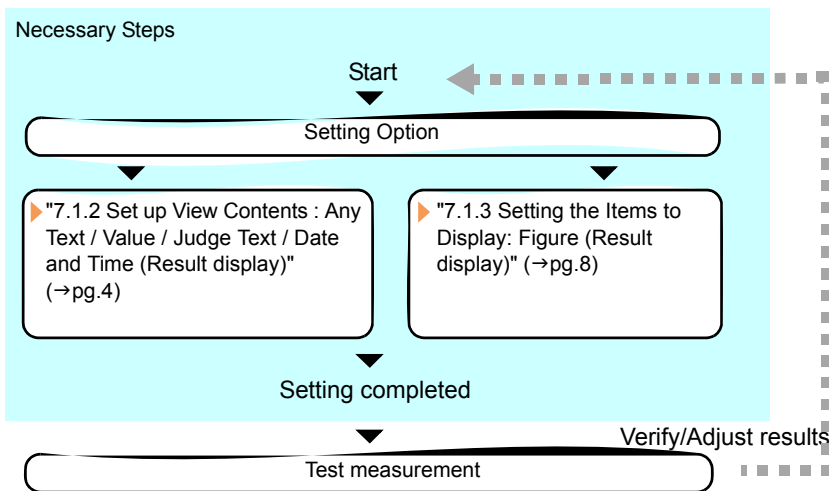 Necessary Steps
Start
Setting Option
"7.1.2 Set up View Contents : Any
Text / Value / Judge Text / Date
and Time (Result display)"
(→pg.4)
"7.1.3 Setting the Items to
Display: Figure (Result
display)" (→pg.8)
Setting completed
Verify/Adjust results
Test measurement